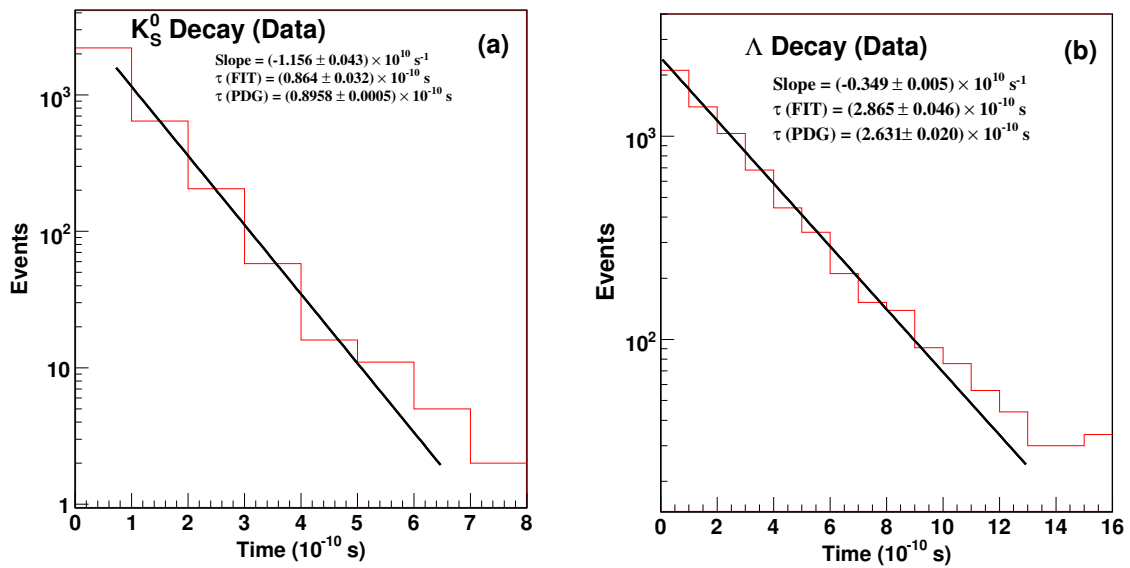 K⁰_S Decay (Data)
(a)
Slope = (-1.156 ± 0.043) × 10¹⁰ s⁻¹
τ (FIT) = (0.864 ± 0.032) × 10⁻¹⁰ s
τ (PDG) = (0.8958 ± 0.0005) × 10⁻¹⁰ s
10³
10²
10
1
Events
0 1 2 3 4 5 6 7 8
Time (10⁻¹⁰ s)
Λ Decay (Data)
(b)
Slope = (-0.349 ± 0.005) × 10¹⁰ s⁻¹
τ (FIT) = (2.865 ± 0.046) × 10⁻¹⁰ s
τ (PDG) = (2.631± 0.020) × 10⁻¹⁰ s
10³
10²
Events
0 2 4 6 8 10 12 14 16
Time (10⁻¹⁰ s)